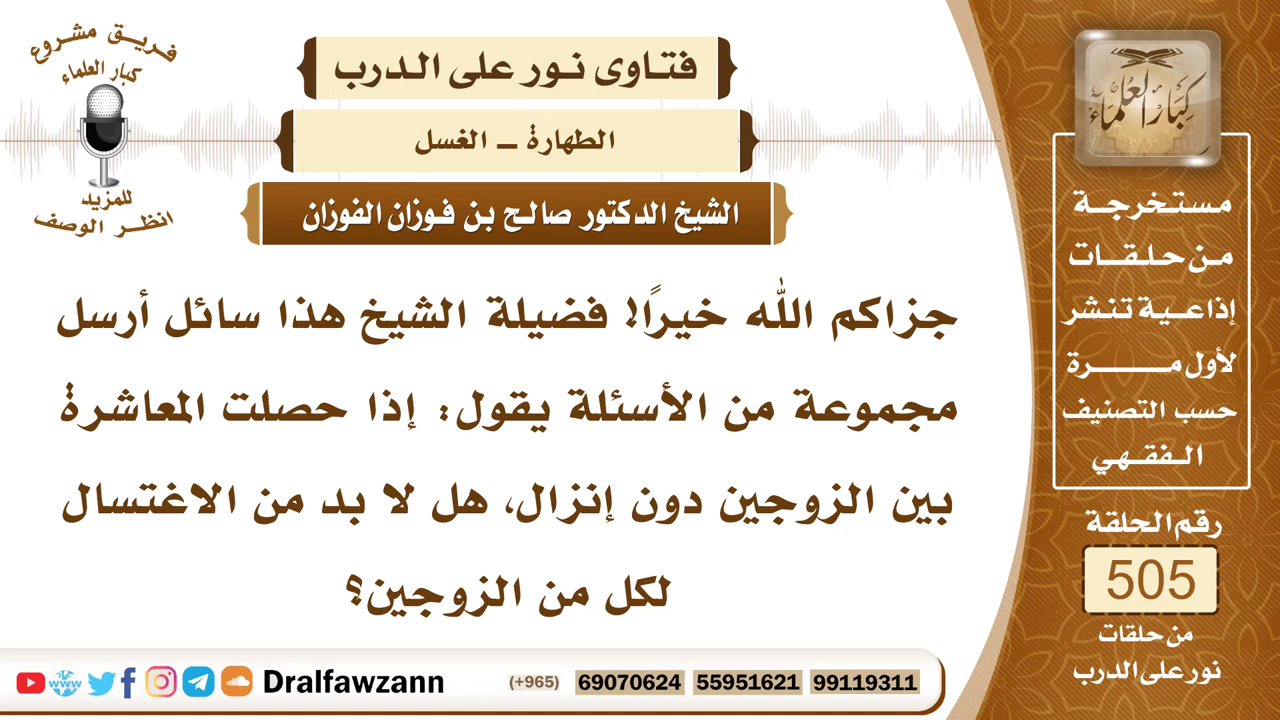 فريق مشروع
كبار العلماء
للمزيد
انظر الوصف
فتاوى نور على الدرب
الطهارة ــ الغسل
الشيخ الدكتور صالح بن فوزان الفوزان
جزاكم الله خيرًا! فضيلة الشيخ هذا سائل أرسل
مجموعة من الأسئلة يقول: إذا حصلت المعاشرة
بين الزوجين دون إنزال، هل لا بد من الاغتسال
لكل من الزوجين؟
كبار العلماء
مستخرجة
من حلقات
إذاعية تنشر
لأول مرة
حسب التصنيف
الفقهي
رقم الحلقة
505
من حلقات
نور على الدرب
www
Dralfawzann (+965) 69070624 55951621 99119311